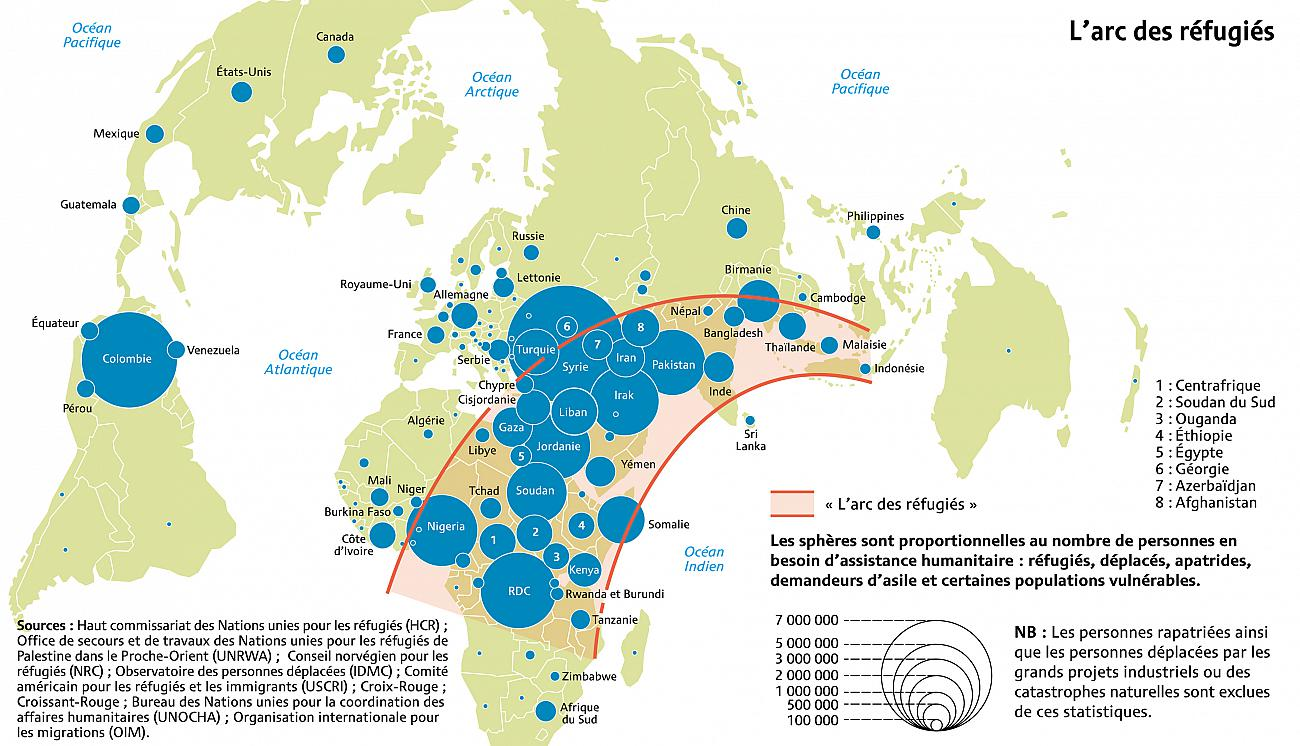 L'arc des réfugiés
Océan
Pacifique
Canada
États-Unis
Océan
Arctique
Océan
Pacifique
Mexique
Guatemala
Chine
Philippines
Russie
Royaume-Uni
Lettonie
Allemagne
Birmanie
Cambodge
Népal
Bangladesh
Équateur
Colombie
Venezuela
Pérou
Océan
Atlantique
France
Serbie
Turquie
6
7
8
Syrie
Iran
Pakistan
Thaïlande
Malaisie
Indonésie
Inde
Chypre
Cisjordanie
Irak
Liban
Gaza
Jordanie
5
Algérie
Libye
Sri
Lanka
Yémen
Mali
Niger
Tchad
Soudan
Burkina Faso
Nigeria
Côte
d'Ivoire
1
2
4
3
Somalie
Kenya
RDC
Rwanda et Burundi
Tanzanie
Zimbabwe
Afrique
du Sud
Océan
Indien
1 : Centrafrique
2 : Soudan du Sud
3 : Ouganda
4 : Éthiopie
5 : Égypte
6 : Géorgie
7 : Azerbaïdjan
8 : Afghanistan
« L'arc des réfugiés »
Les sphères sont proportionnelles au nombre de personnes en
besoin d'assistance humanitaire : réfugiés, déplacés, apatrides,
demandeurs d'asile et certaines populations vulnérables.
7 000 000
5 000 000
3 000 000
2 000 000
1 000 000
500 000
100 000
NB : Les personnes rapatriées ainsi
que les personnes déplacées par les
grands projets industriels ou des
catastrophes naturelles sont exclues
de ces statistiques.
Sources : Haut commissariat des Nations unies pour les réfugiés (HCR) ;
Office de secours et de travaux des Nations unies pour les réfugiés de
Palestine dans le Proche-Orient (UNRWA) ; Conseil norvégien pour les
réfugiés (NRC) ; Observatoire des personnes déplacées (IDMC) ; Comité
américain pour les réfugiés et les immigrants (USCRI) ; Croix-Rouge ;
Croissant-Rouge ; Bureau des Nations unies pour la coordination des
affaires humanitaires (UNOCHA) ; Organisation internationale pour
les migrations (OIM).